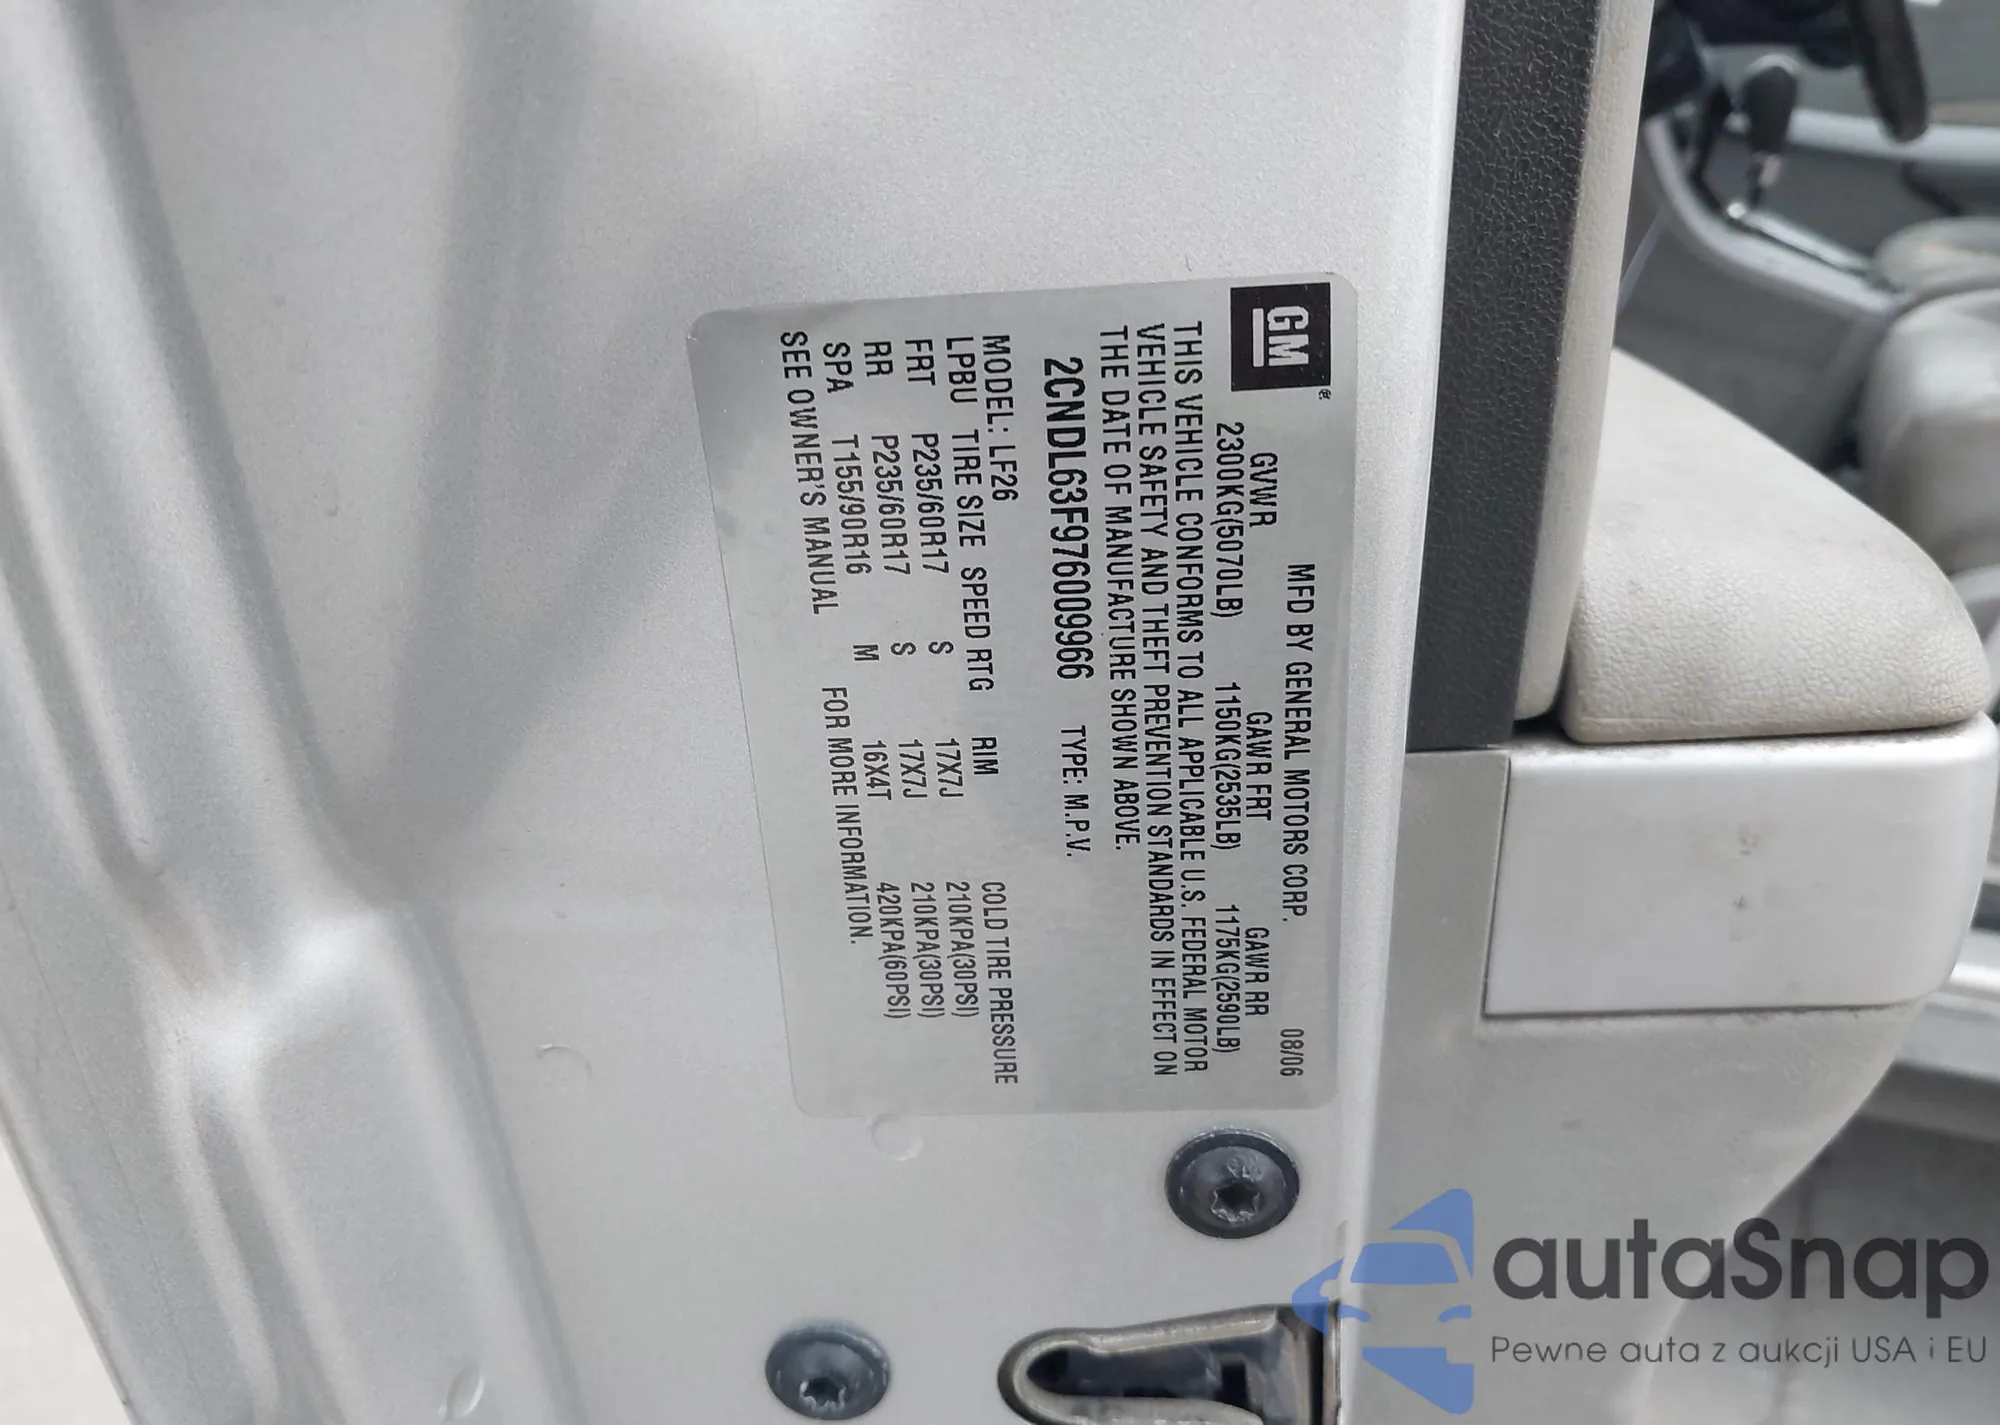 GM
MFD BY GENERAL MOTORS CORP. 08/06
GVWR GAWR FRT GAWR RR
2300KG(5070LB) 1150KG(2535LB) 1175KG(2590LB)
THIS VEHICLE CONFORMS TO ALL APPLICABLE U.S. FEDERAL MOTOR
VEHICLE SAFETY AND THEFT PREVENTION STANDARDS IN EFFECT ON
THE DATE OF MANUFACTURE SHOWN ABOVE.
2CNDL63F976009966 TYPE: M.P.V.
MODEL: LF26
LPBU TIRE SIZE SPEED RTG RIM COLD TIRE PRESSURE
FRT P235/60R17 S 17X7J 210KPA(30PSI)
RR P235/60R17 S 17X7J 210KPA(30PSI)
SPA T155/90R16 M 16X4T 420KPA(60PSI)
SEE OWNER'S MANUAL FOR MORE INFORMATION.
autaSnap
Pewne auta z aukcji USA i EU